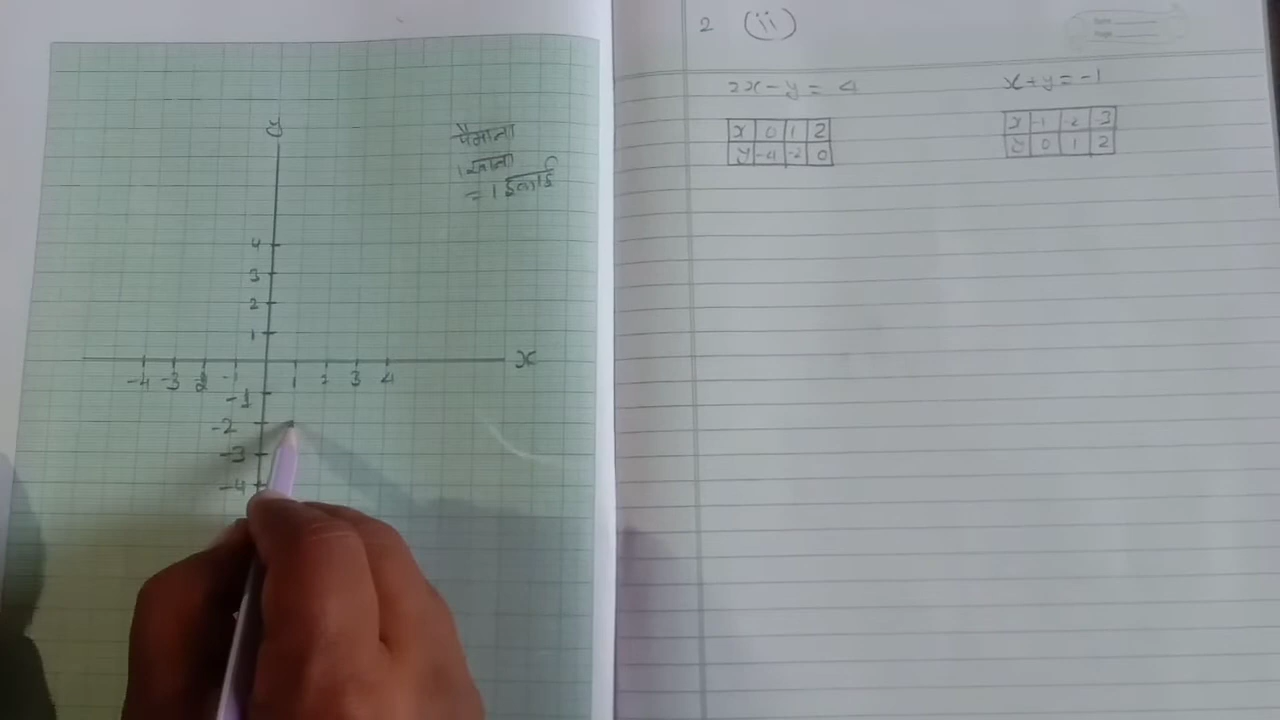 y
पैमाना
1 खाना
= 1 इकाई
4
3
2
1
x
-4 -3 -2 -1 1 2 3 4
-1
-2
-3
-4
2 (ii)
2x - y = 4
x 0 1 2
y -4 -2 0
x + y = -1
x -1 -2 -3
y 0 1 2